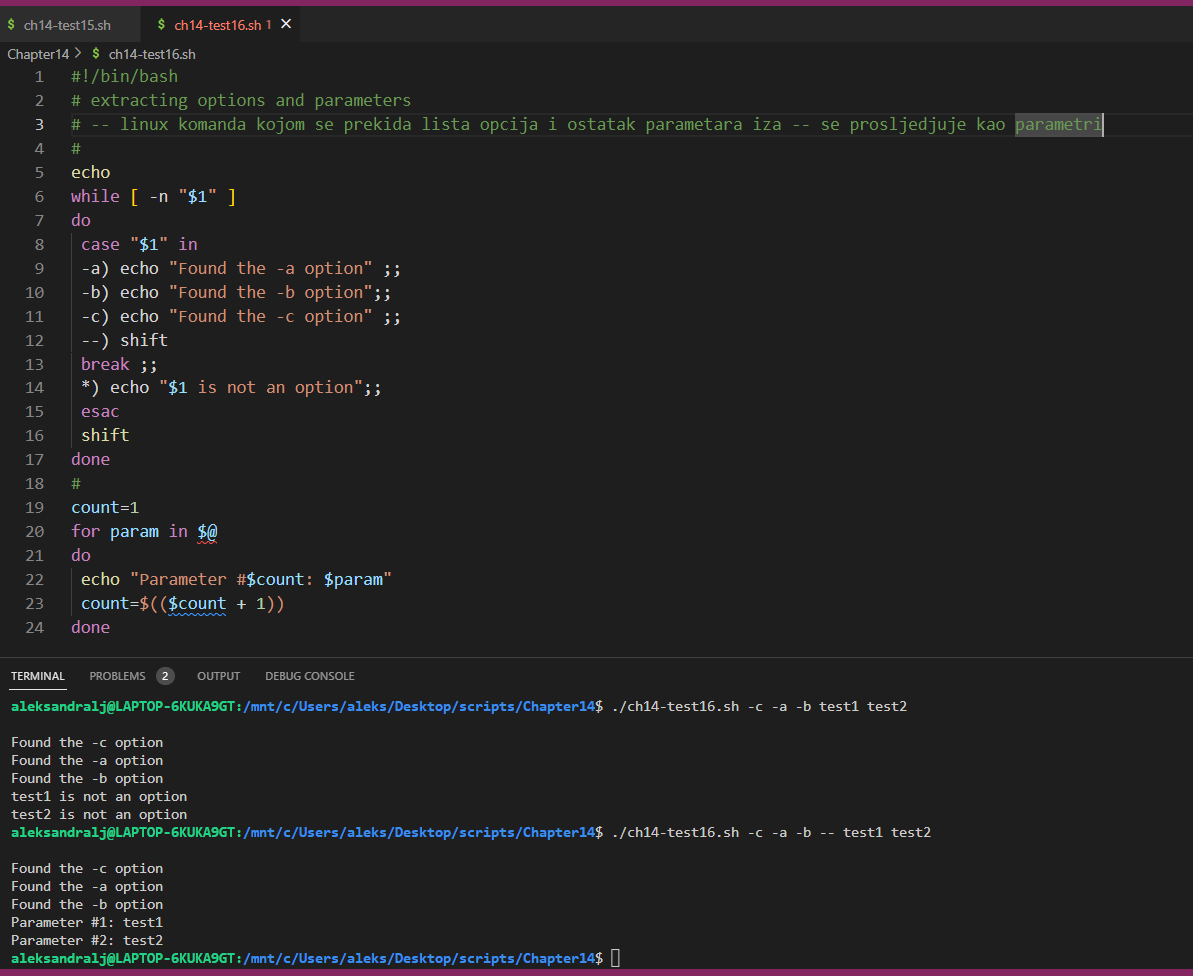 $ ch14-test15.sh $ ch14-test16.sh 1 ×
Chapter14 > $ ch14-test16.sh
1 #!/bin/bash
2 # extracting options and parameters
3 # -- linux komanda kojom se prekida lista opcija i ostatak parametara iza -- se prosljedjuje kao parametri
4 #
5 echo
6 while [ -n "$1" ]
7 do
8 case "$1" in
9 -a) echo "Found the -a option" ;;
10 -b) echo "Found the -b option";;
11 -c) echo "Found the -c option" ;;
12 --) shift
13 break ;;
14 *) echo "$1 is not an option";;
15 esac
16 shift
17 done
18 #
19 count=1
20 for param in $@
21 do
22 echo "Parameter #$count: $param"
23 count=$(($count + 1))
24 done
TERMINAL PROBLEMS 2 OUTPUT DEBUG CONSOLE
aleksandralj@LAPTOP-6KUKA9GT:/mnt/c/Users/aleks/Desktop/scripts/Chapter14$ ./ch14-test16.sh -c -a -b test1 test2
Found the -c option
Found the -a option
Found the -b option
test1 is not an option
test2 is not an option
aleksandralj@LAPTOP-6KUKA9GT:/mnt/c/Users/aleks/Desktop/scripts/Chapter14$ ./ch14-test16.sh -c -a -b -- test1 test2
Found the -c option
Found the -a option
Found the -b option
Parameter #1: test1
Parameter #2: test2
aleksandralj@LAPTOP-6KUKA9GT:/mnt/c/Users/aleks/Desktop/scripts/Chapter14$